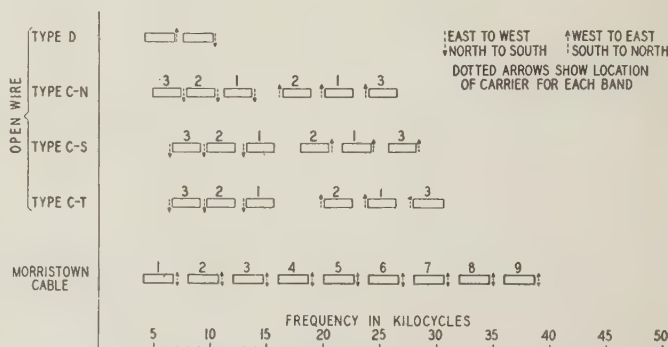 EAST TO WEST
NORTH TO SOUTH
WEST TO EAST
SOUTH TO NORTH
DOTTED ARROWS SHOW LOCATION
OF CARRIER FOR EACH BAND
OPEN WIRE
TYPE D
TYPE C-N
3 2 1 2 1 3
TYPE C-S
3 2 1 2 1 3
TYPE C-T
3 2 1 2 1 3
MORRISTOWN
CABLE
1 2 3 4 5 6 7 8 9
FREQUENCY IN KILOCYCLES
5 10 15 20 25 30 35 40 45 50